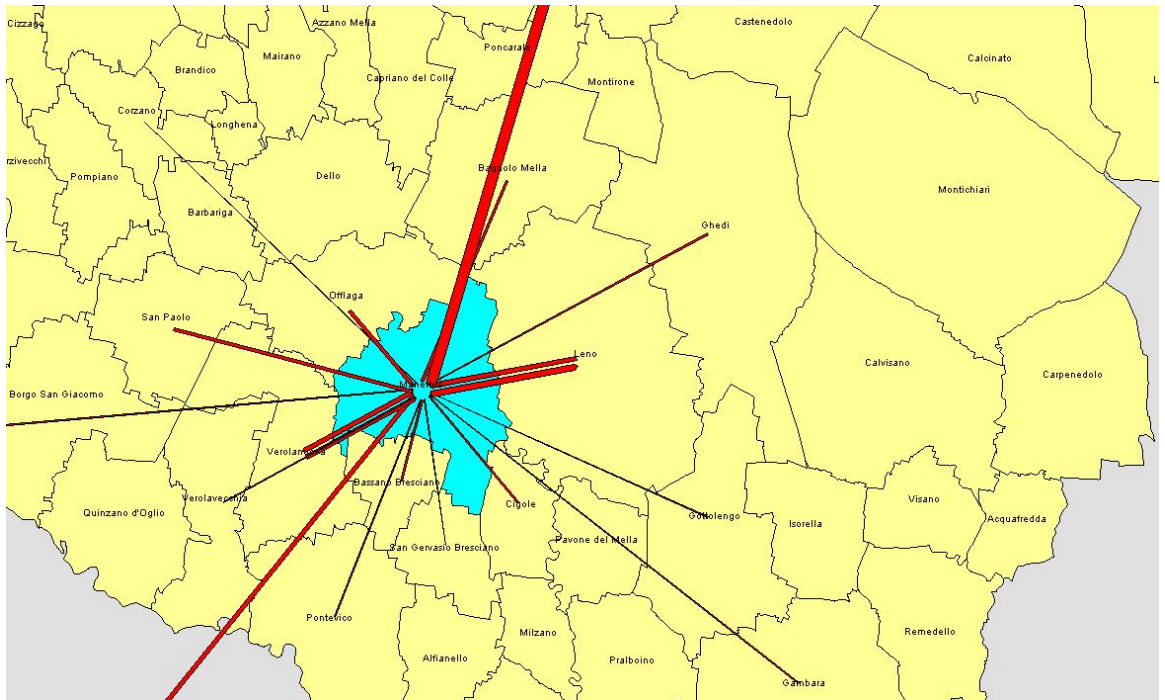 Cizzago
Azzano Mella
Castenedolo
Poncarale
Mairano
Calcinato
Brandico
Capriano del Colle
Montirone
Corzano
Longhena
rzivecchi
Bagnolo Mella
Pompiano
Dello
Montichiari
Barbariga
Ghedi
Offlaga
San Paolo
Leno
Calvisano
Carpenedolo
Borgo San Giacomo
Verolavecchia
Bassano Bresciano
Visano
Cigole
Quinzano d'Oglio
Gottolengo
Isorella
Acquafredda
Pavone del Mella
San Gervasio Bresciano
Pontevico
Milzano
Remedello
Alfianello
Pralboino
Gambara